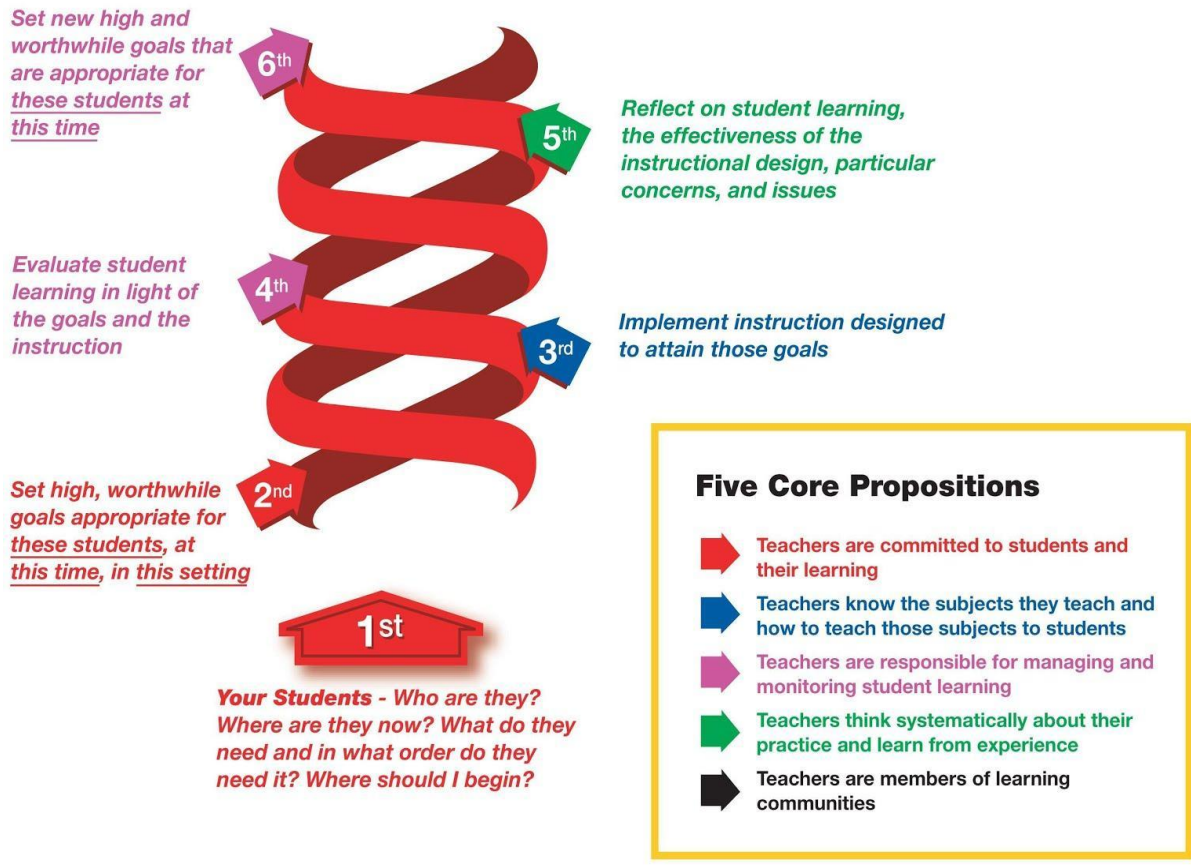 Set new high and
worthwhile goals that
are appropriate for
these students at
this time
6th
5th
Reflect on student learning,
the effectiveness of the
instructional design, particular
concerns, and issues
Evaluate student
learning in light of
the goals and the
instruction
4th
3rd
Implement instruction designed
to attain those goals
Set high, worthwhile
goals appropriate for
these students, at
this time, in this setting
2nd
1st
Your Students - Who are they?
Where are they now? What do they
need and in what order do they
need it? Where should I begin?
Five Core Propositions
Teachers are committed to students and
their learning
Teachers know the subjects they teach and
how to teach those subjects to students
Teachers are responsible for managing and
monitoring student learning
Teachers think systematically about their
practice and learn from experience
Teachers are members of learning
communities